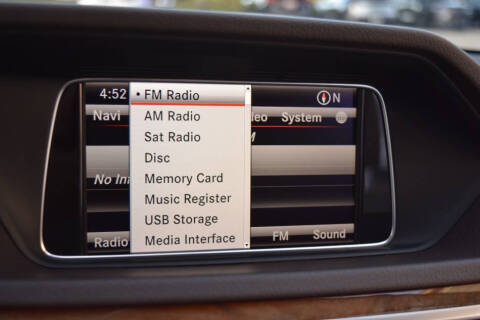 4:52
N
Navi
System
• FM Radio
AM Radio
Sat Radio
Disc
Memory Card
Music Register
USB Storage
Media Interface
No
Radio
FM
Sound